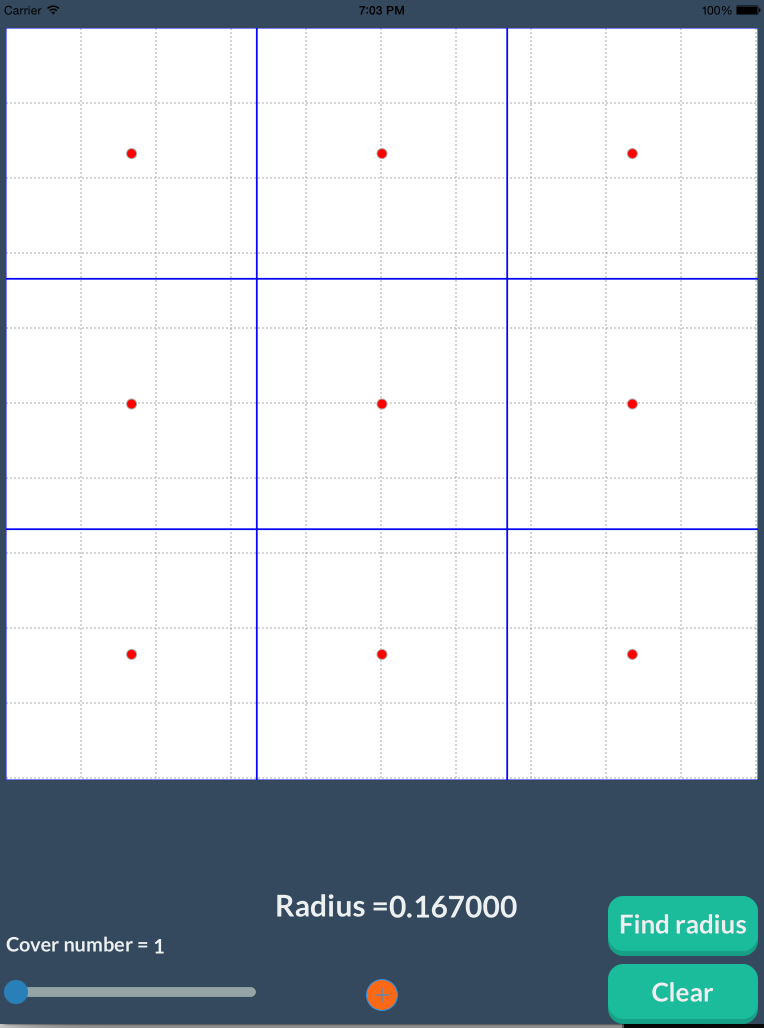 Carrier 7:03 PM 100%
Radius =0.167000
Find radius
Cover number = 1
Clear